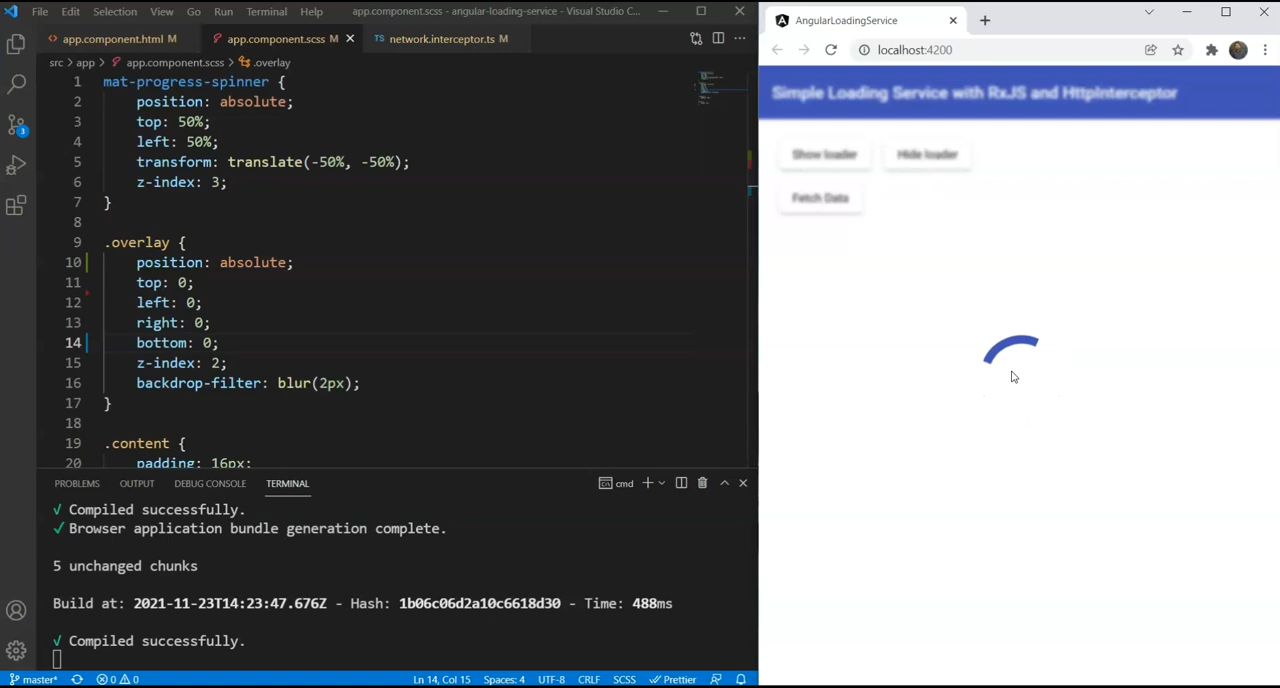 File Edit Selection View Go Run Terminal Help app.component.scss - angular-loading-service - Visual Studio C...
app.component.html M app.component.scss M TS network.interceptor.ts M
src > app > app.component.scss > .overlay
1 mat-progress-spinner {
2 position: absolute;
3 top: 50%;
4 left: 50%;
5 transform: translate(-50%, -50%);
6 z-index: 3;
7 }
8
9 .overlay {
10 position: absolute;
11 top: 0;
12 left: 0;
13 right: 0;
14 bottom: 0;
15 z-index: 2;
16 backdrop-filter: blur(2px);
17 }
18
19 .content {
20 padding: 16px;
3
PROBLEMS OUTPUT DEBUG CONSOLE TERMINAL cmd
√ Compiled successfully.
√ Browser application bundle generation complete.
5 unchanged chunks
Build at: 2021-11-23T14:23:47.676Z - Hash: 1b06c06d2a10c6618d30 - Time: 488ms
√ Compiled successfully.
master* 0 0 Ln 14, Col 15 Spaces: 4 UTF-8 CRLF SCSS Prettier
AngularLoadingService
localhost:4200
Simple Loading Service with RxJS and HttpInterceptor
Show loader Hide loader
Fetch Data